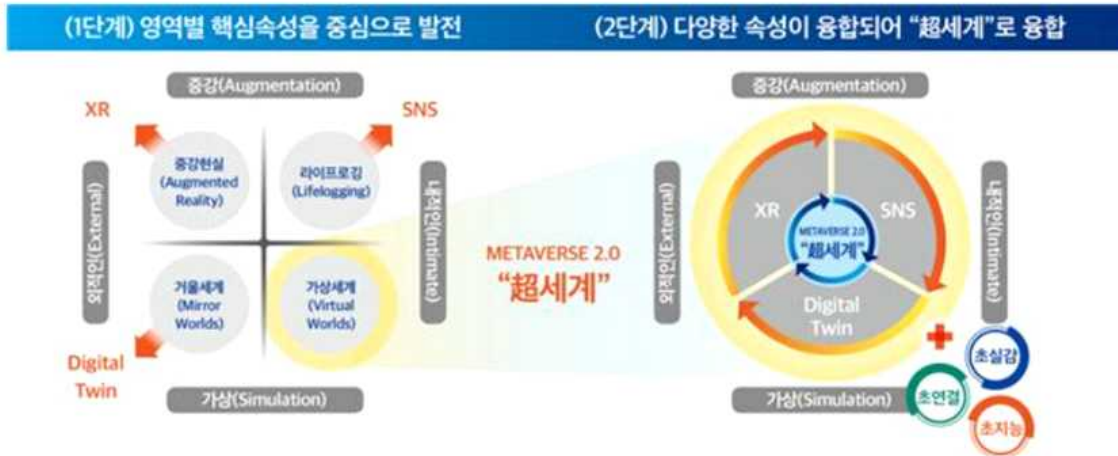 (1단계) 영역별 핵심속성을 중심으로 발전
(2단계) 다양한 속성이 융합되어 “超세계”로 융합
증강(Augmentation)
XR
SNS
증강현실
(Augmented
Reality)
라이프로깅
(Lifelogging)
외적인(External)
내적인(Intimate)
거울세계
(Mirror
Worlds)
가상세계
(Virtual
Worlds)
Digital
Twin
가상(Simulation)
METAVERSE 2.0
“超세계”
증강(Augmentation)
외적인(External)
내적인(Intimate)
XR
SNS
METAVERSE 2.0
“超세계”
Digital
Twin
가상(Simulation)
초실감
초연결
초지능